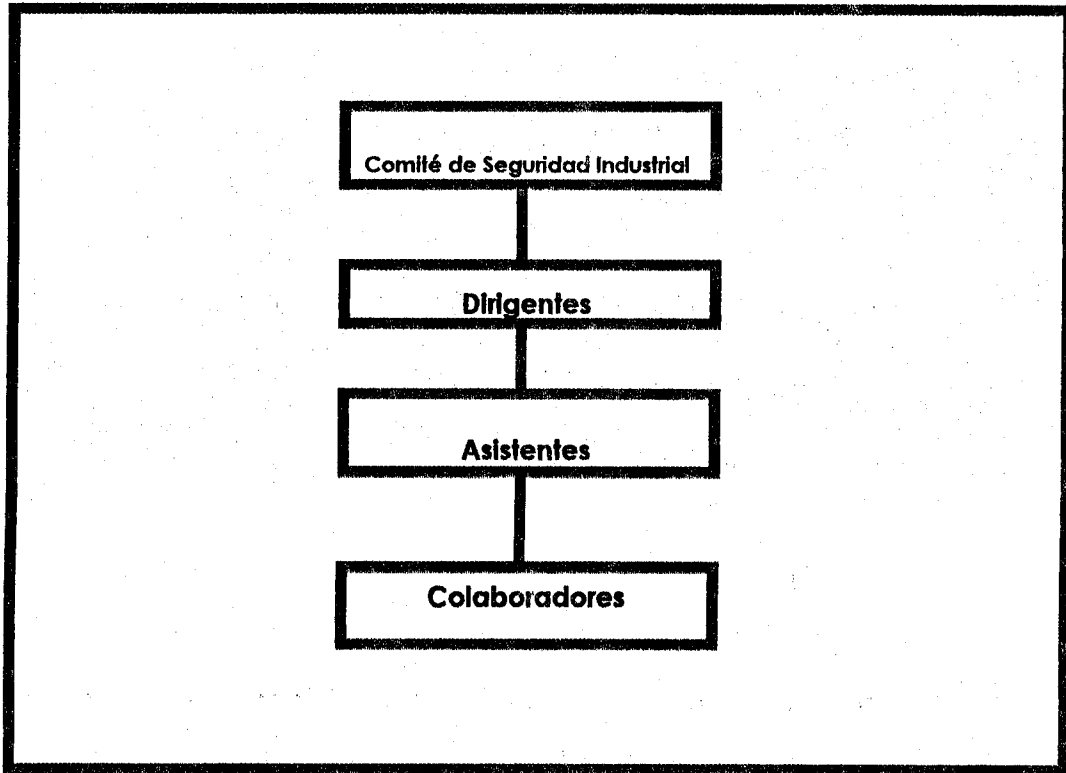 Comité de Seguridad Industrial
Dirigentes
Asistentes
Colaboradores